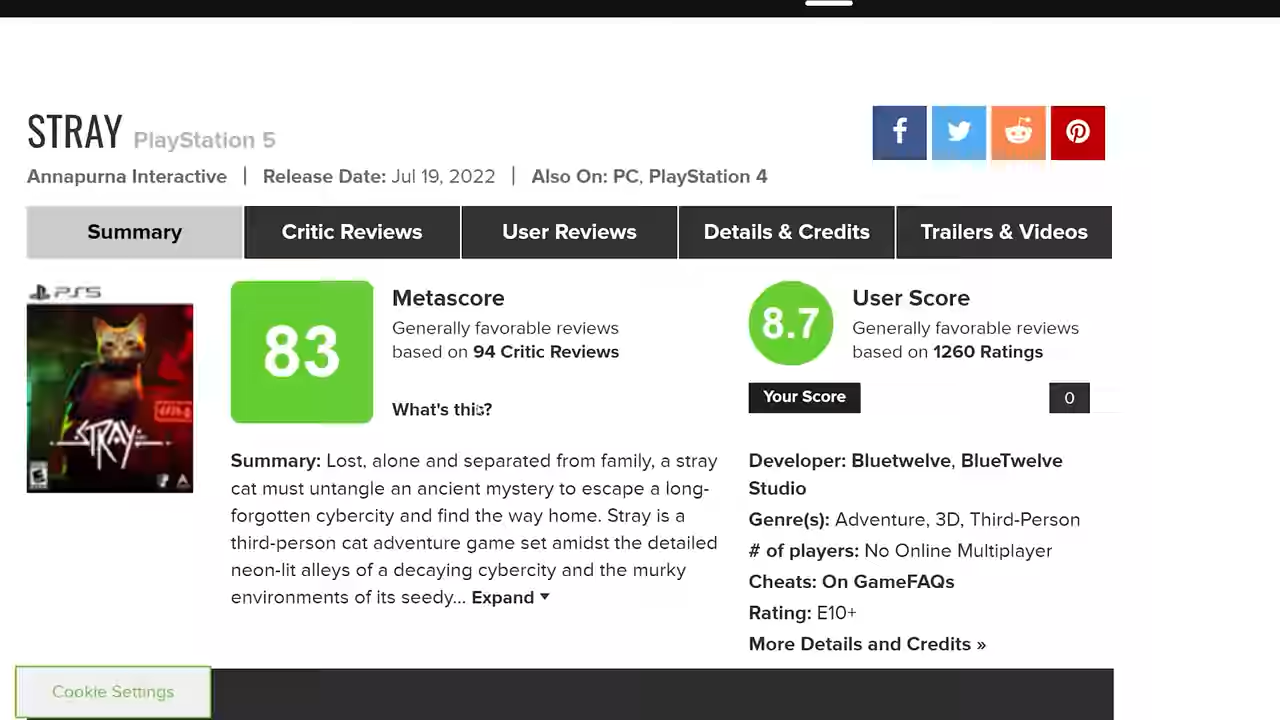 STRAY PlayStation 5
Annapurna Interactive | Release Date: Jul 19, 2022 | Also On: PC, PlayStation 4
Summary Critic Reviews User Reviews Details & Credits Trailers & Videos
PS5
STRAY
83
Metascore
Generally favorable reviews
based on 94 Critic Reviews
What's this?
Summary: Lost, alone and separated from family, a stray
cat must untangle an ancient mystery to escape a long-
forgotten cybercity and find the way home. Stray is a
third-person cat adventure game set amidst the detailed
neon-lit alleys of a decaying cybercity and the murky
environments of its seedy... Expand
8.7
User Score
Generally favorable reviews
based on 1260 Ratings
Your Score 0
Developer: Bluetwelve, BlueTwelve
Studio
Genre(s): Adventure, 3D, Third-Person
# of players: No Online Multiplayer
Cheats: On GameFAQs
Rating: E10+
More Details and Credits »
Cookie Settings